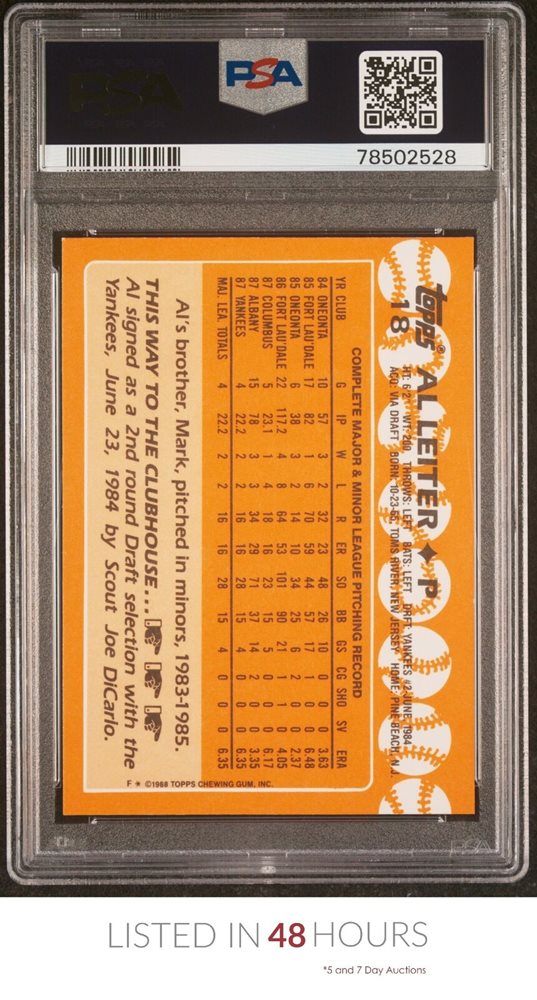 PSA
PSA
78502528
topps® AL LEITER ♦ P
18
HT: 6'2" WT: 200 THROWS: LEFT BATS: LEFT DRFT: YANKEES #2-JUNE, 1984
ACQ: VIA DRAFT BORN: 10-23-65, TOMS RIVER, NEW JERSEY HOME: PINE BEACH, N.J.
COMPLETE MAJOR & MINOR LEAGUE PITCHING RECORD
YR CLUB G IP W L R ER SO BB GS CG SHO SV ERA
84 ONEONTA 10 57 3 2 32 23 48 26 10 0 0 0 3.63
85 FORT LAU'DALE 17 82 1 6 70 59 44 57 17 1 0 0 6.48
85 ONEONTA 6 38 3 2 14 10 34 25 6 2 0 0 2.37
86 FORT LAU'DALE 22 117.2 4 8 64 53 101 90 21 1 1 0 4.05
87 COLUMBUS 5 23.1 1 4 18 16 23 15 5 0 0 0 6.17
87 ALBANY 15 78 3 3 34 29 71 37 14 2 0 0 3.35
87 YANKEES 4 22.2 2 2 16 16 28 15 4 0 0 0 6.35
MAJ. LEA TOTALS 4 22.2 2 2 16 16 28 15 4 0 0 0 6.35
Al's brother, Mark, pitched in minors, 1983-1985.
THIS WAY TO THE CLUBHOUSE...
Al signed as a 2nd round Draft selection with the
Yankees, June 23, 1984 by Scout Joe DiCarlo.
F * ©1988 TOPPS CHEWING GUM, INC.
LISTED IN 48 HOURS
*5 and 7 Day Auctions